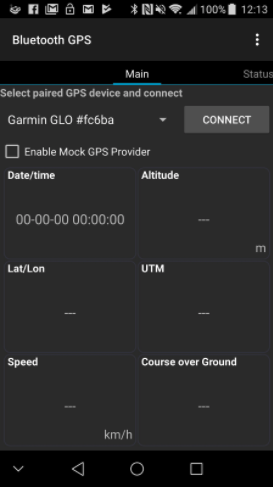 100% 12:13
Bluetooth GPS
Main Status
Select paired GPS device and connect
Garmin GLO #fc6ba CONNECT
Enable Mock GPS Provider
Date/time Altitude
00-00-00 00:00:00 ---
m
Lat/Lon UTM
--- ---
Speed Course over Ground
--- ---
km/h